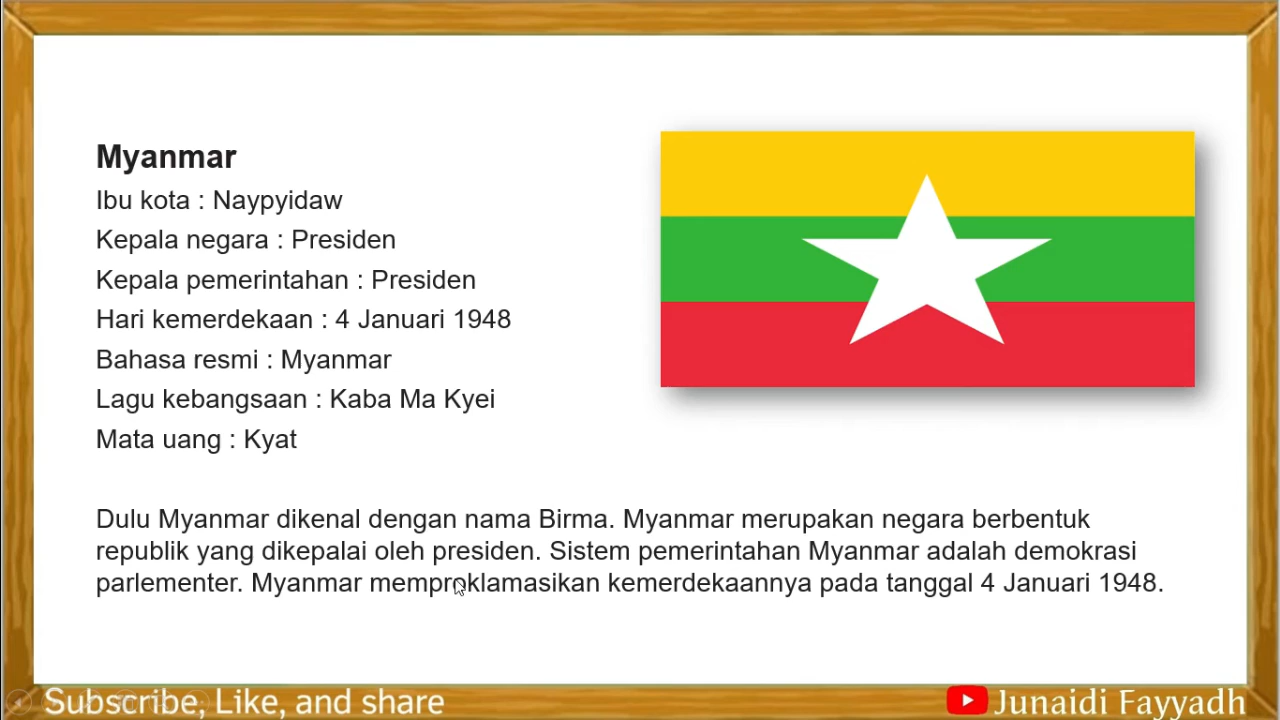 Myanmar
Ibu kota : Naypyidaw
Kepala negara : Presiden
Kepala pemerintahan : Presiden
Hari kemerdekaan : 4 Januari 1948
Bahasa resmi : Myanmar
Lagu kebangsaan : Kaba Ma Kyei
Mata uang : Kyat
Dulu Myanmar dikenal dengan nama Birma. Myanmar merupakan negara berbentuk
republik yang dikepalai oleh presiden. Sistem pemerintahan Myanmar adalah demokrasi
parlementer. Myanmar memproklamasikan kemerdekaannya pada tanggal 4 Januari 1948.
Subscribe, Like, and share
Junaidi Fayyadh